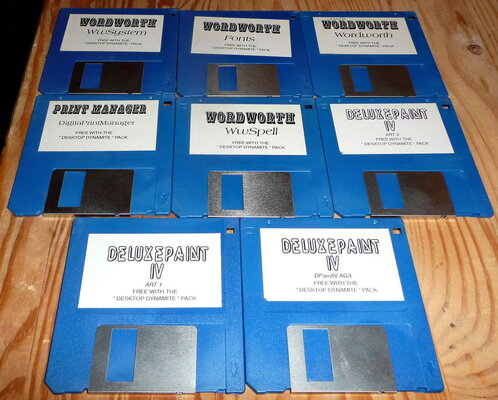 WORDWORTH
WwSystem
FREE WITH THE
" DESKTOP DYNAMITE " PACK
WORDWORTH
Fonts
FREE WITH THE
" DESKTOP DYNAMITE " PACK
WORDWORTH
Wordworth
FREE WITH THE
" DESKTOP DYNAMITE " PACK
PRINT MANAGER
DigitaPrintManager
FREE WITH THE
" DESKTOP DYNAMITE " PACK
WORDWORTH
WwSpell
FREE WITH THE
" DESKTOP DYNAMITE " PACK
DELUXEPAINT
IV
ART 2
FREE WITH THE
" DESKTOP DYNAMITE " PACK
DELUXEPAINT
IV
ART 1
FREE WITH THE
" DESKTOP DYNAMITE " PACK
DELUXEPAINT
IV
DPaintIV AGA
FREE WITH THE
" DESKTOP DYNAMITE " PACK